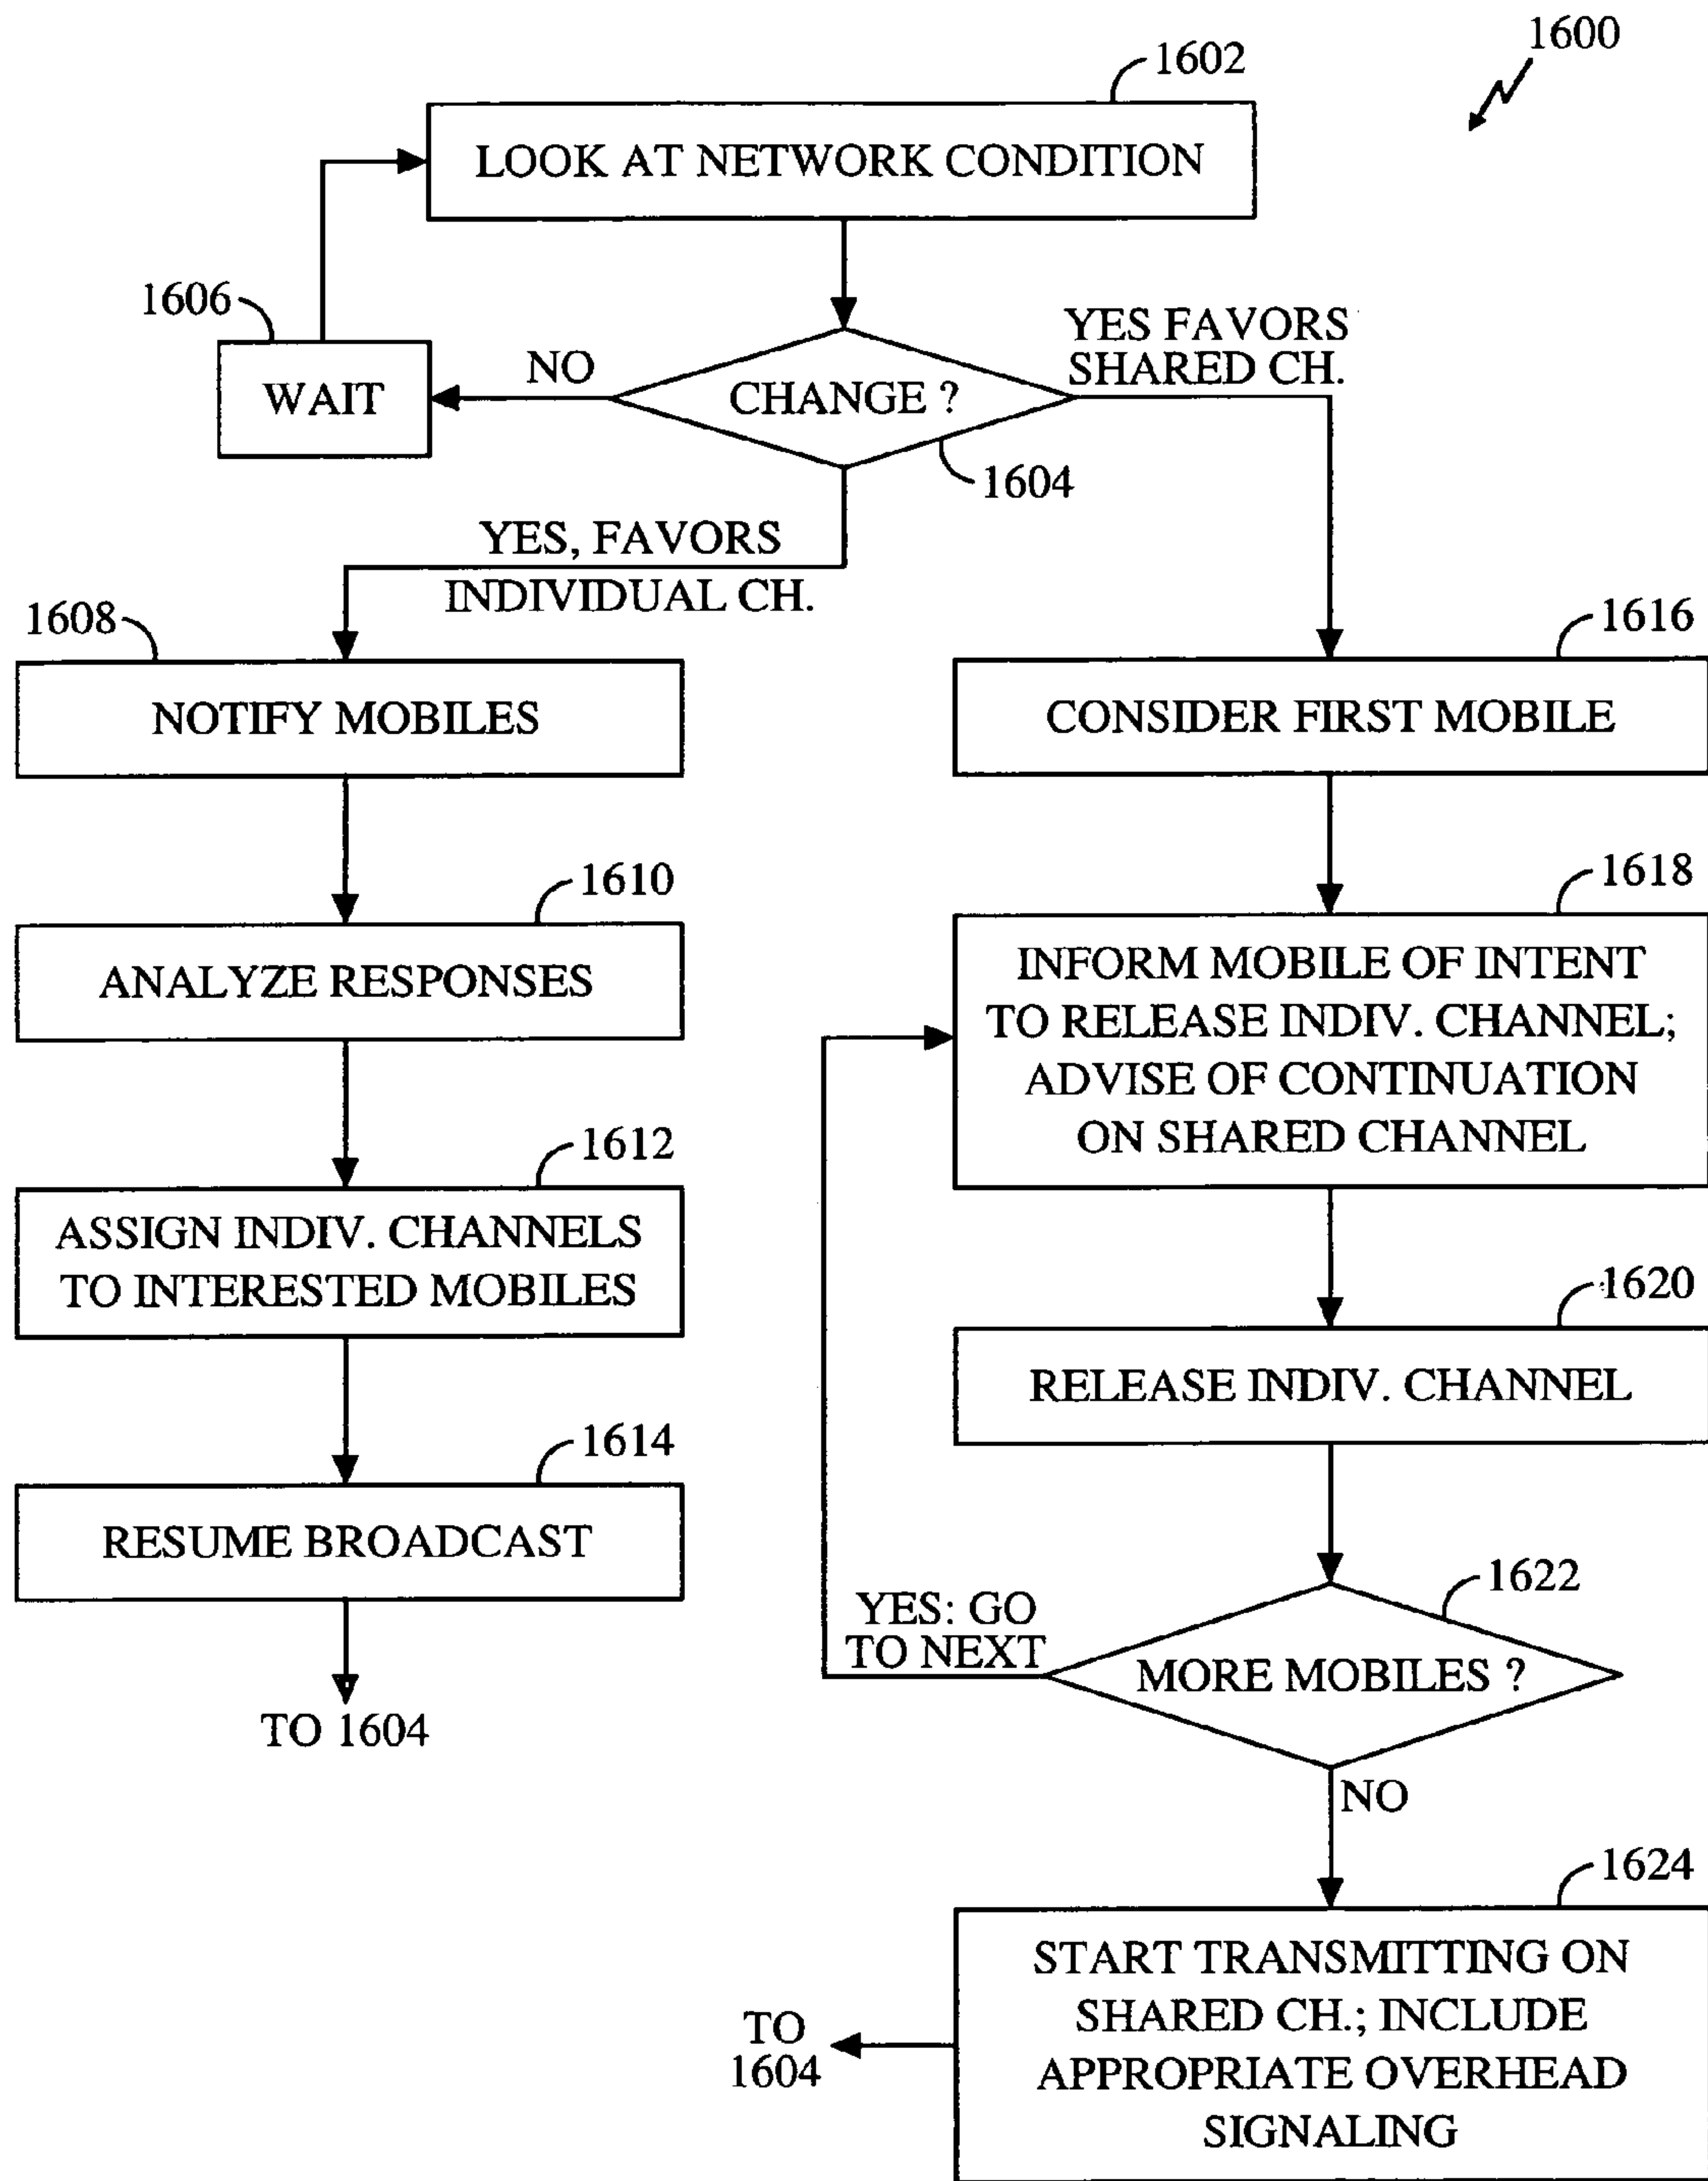 1600
1602
LOOK AT NETWORK CONDITION
1606
WAIT
NO
CHANGE ?
1604
YES FAVORS
SHARED CH.
YES, FAVORS
INDIVIDUAL CH.
1608
NOTIFY MOBILES
1610
ANALYZE RESPONSES
1612
ASSIGN INDIV. CHANNELS
TO INTERESTED MOBILES
1614
RESUME BROADCAST
TO 1604
1616
CONSIDER FIRST MOBILE
1618
INFORM MOBILE OF INTENT
TO RELEASE INDIV. CHANNEL;
ADVISE OF CONTINUATION
ON SHARED CHANNEL
1620
RELEASE INDIV. CHANNEL
1622
YES: GO
TO NEXT
MORE MOBILES ?
NO
1624
START TRANSMITTING ON
SHARED CH.; INCLUDE
APPROPRIATE OVERHEAD
SIGNALING
TO
1604